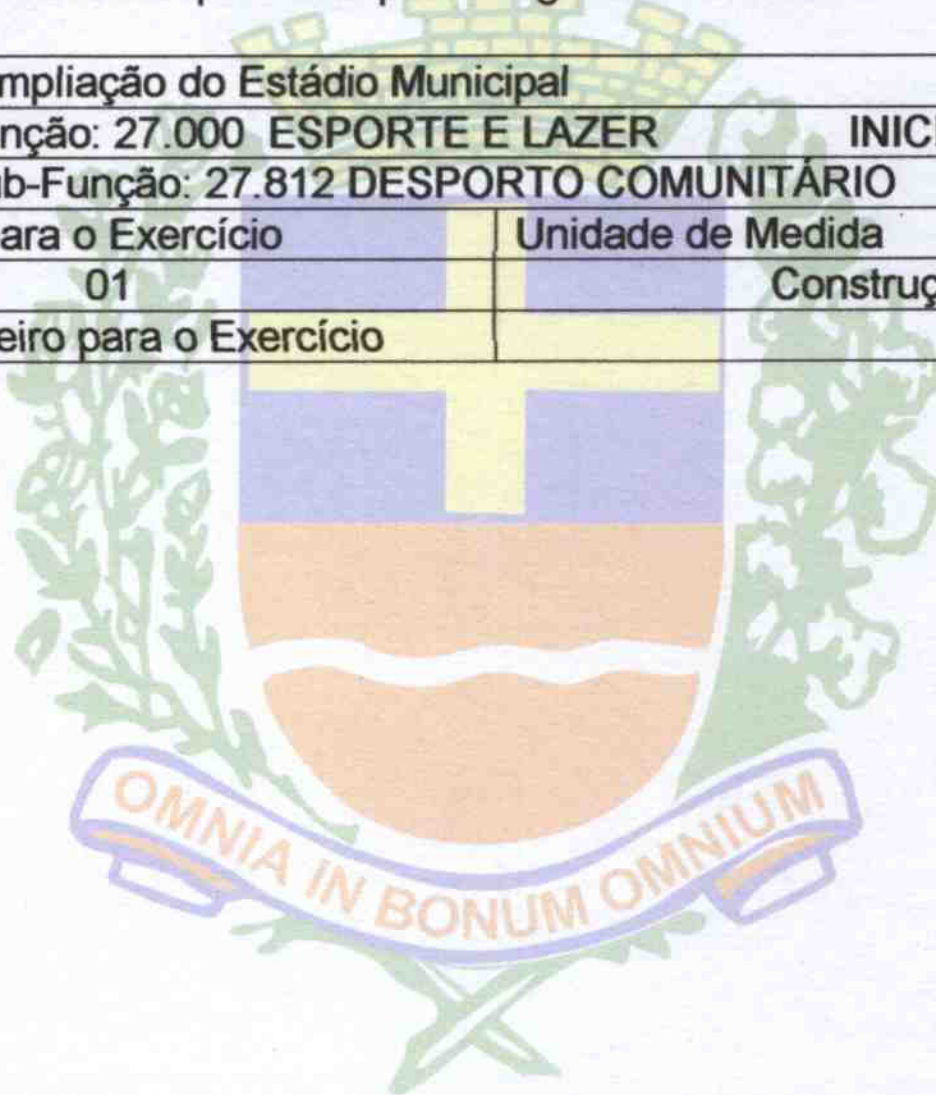 mpliação do Estádio Municipal
nção: 27.000 ESPORTE E LAZER INICI
b-Função: 27.812 DESPORTO COMUNITÁRIO
ara o Exercício Unidade de Medida
01 Construç
eiro para o Exercício
OMNIA IN BONUM OMNIUM